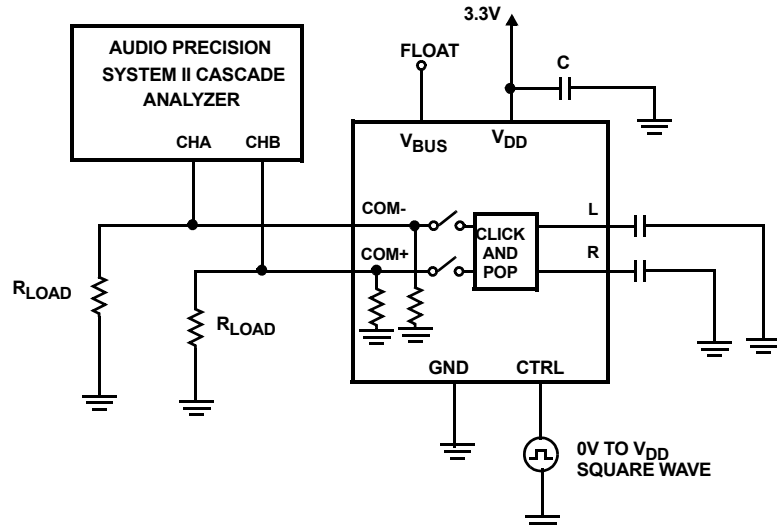 3.3V
AUDIO PRECISION
SYSTEM II CASCADE
ANALYZER
FLOAT
C
CHA CHB
VBUS VDD
COM-
L
CLICK
AND
POP
COM+
R
RLOAD
RLOAD
GND CTRL
0V TO VDD
SQUARE WAVE